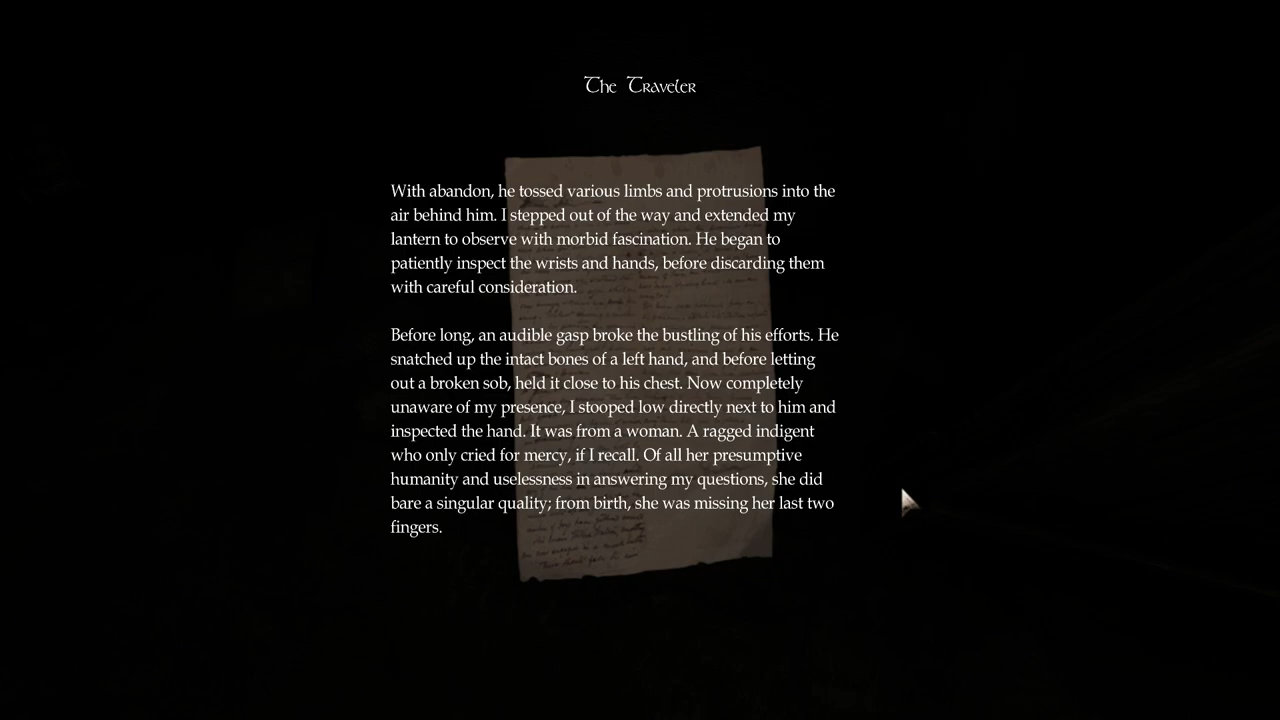 The Traveler
With abandon, he tossed various limbs and protrusions into the
air behind him. I stepped out of the way and extended my
lantern to observe with morbid fascination. He began to
patiently inspect the wrists and hands, before discarding them
with careful consideration.
Before long, an audible gasp broke the bustling of his efforts. He
snatched up the intact bones of a left hand, and before letting
out a broken sob, held it close to his chest. Now completely
unaware of my presence, I stooped low directly next to him and
inspected the hand. It was from a woman. A ragged indigent
who only cried for mercy, if I recall. Of all her presumptive
humanity and uselessness in answering my questions, she did
bare a singular quality; from birth, she was missing her last two
fingers.